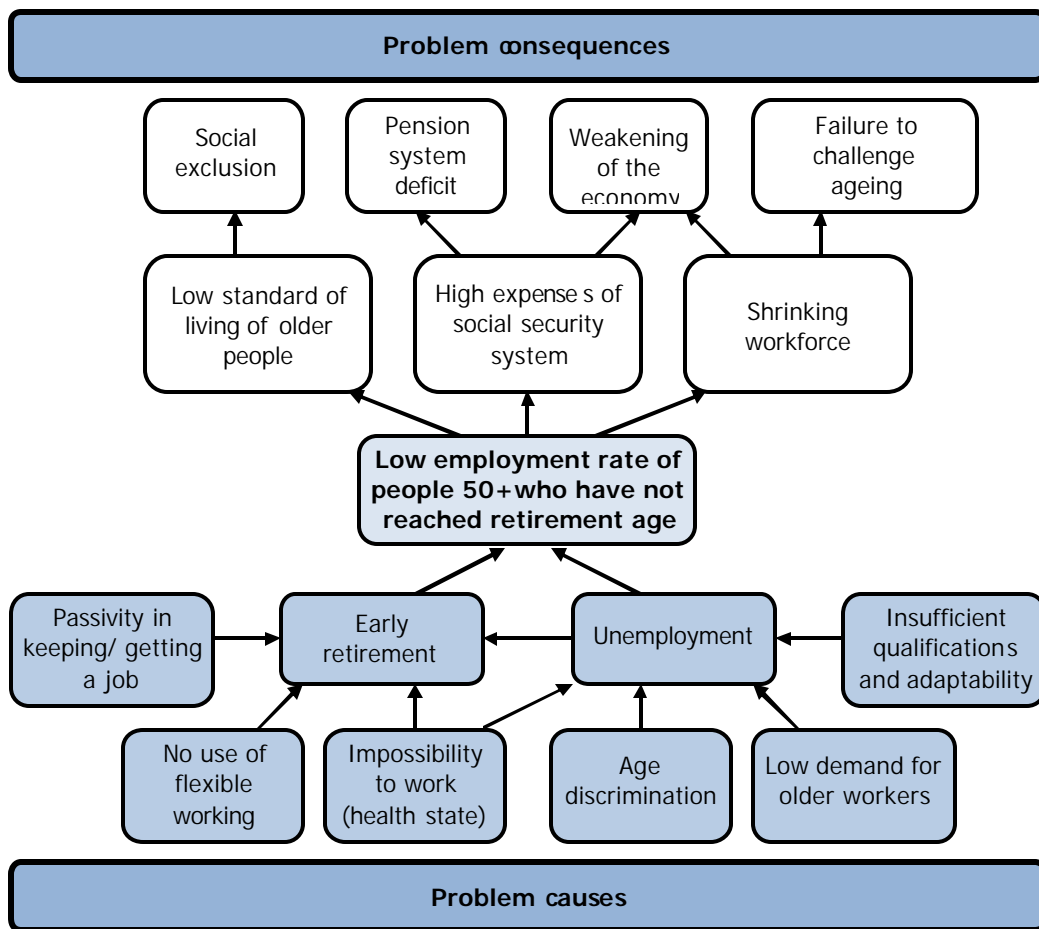 Problem consequences
Social
exclusion
Pension
system
deficit
Weakening
of the
economy
Failure to
challenge
ageing
Low standard of
living of older
people
High expenses of
social security
system
Shrinking
workforce
Low employment rate of
people 50+who have not
reached retirement age
Passivity in
keeping/ getting
a job
Early
retirement
Unemployment
Insufficient
qualifications
and adaptability
No use of
flexible
working
Impossibility
to work
(health state)
Age
discrimination
Low demand for
older workers
Problem causes